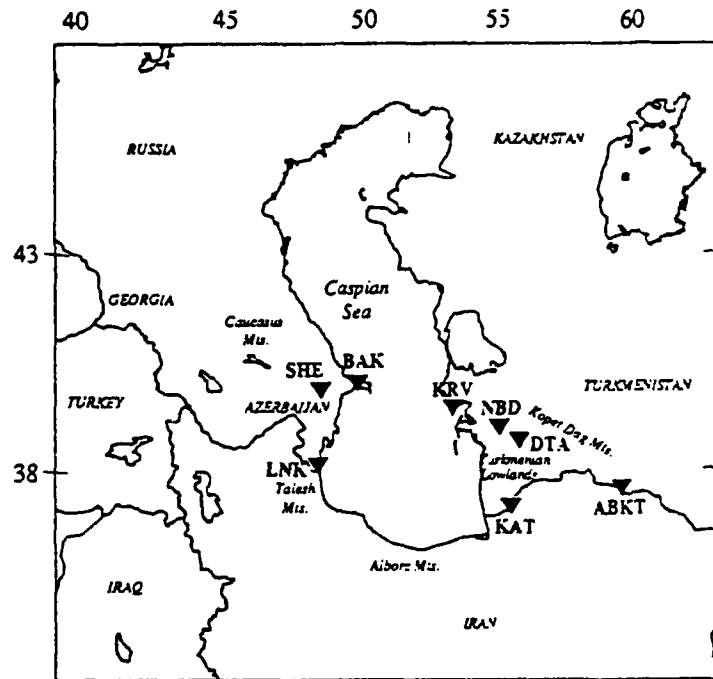 40 45 50 55 60
RUSSIA
KAZAKHSTAN
43
Caspian
Sea
GEORGIA
Caucasus
Mts.
SHE
BAK
TURKEY
AZERBAIJAN
KRV
NBD
TURKMENISTAN
Kopet Dag Mts.
DTA
38
LNK
Talesh
Mts.
Turkmenian
Lowlands
KAT
ABKT
Alborz Mts.
IRAQ
IRAN